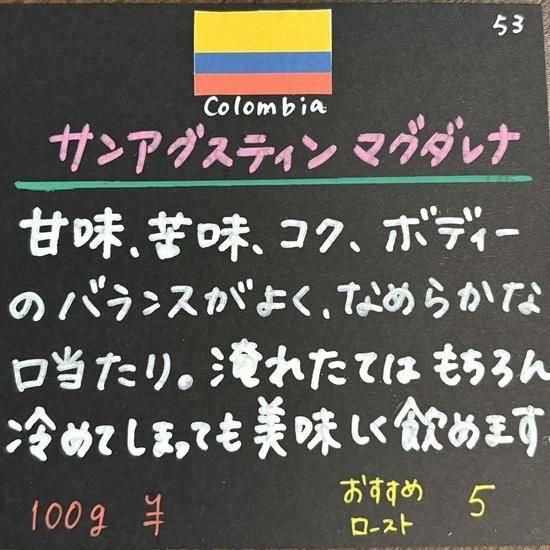 53
Colombia
サンアグスティン マグダレナ
甘味、苦味、コク、ボディー
のバランスがよく、なめらかな
口当たり。淹れたては もちろん
冷めてしまっても美味しく飲めます
100g ¥
おすすめ
ロースト 5